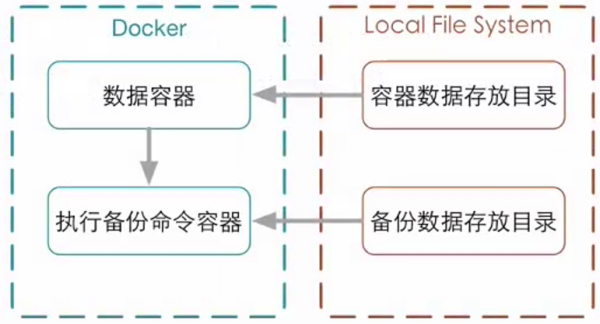 Docker
Local File System
数据容器
容器数据存放目录
执行备份命令容器
备份数据存放目录